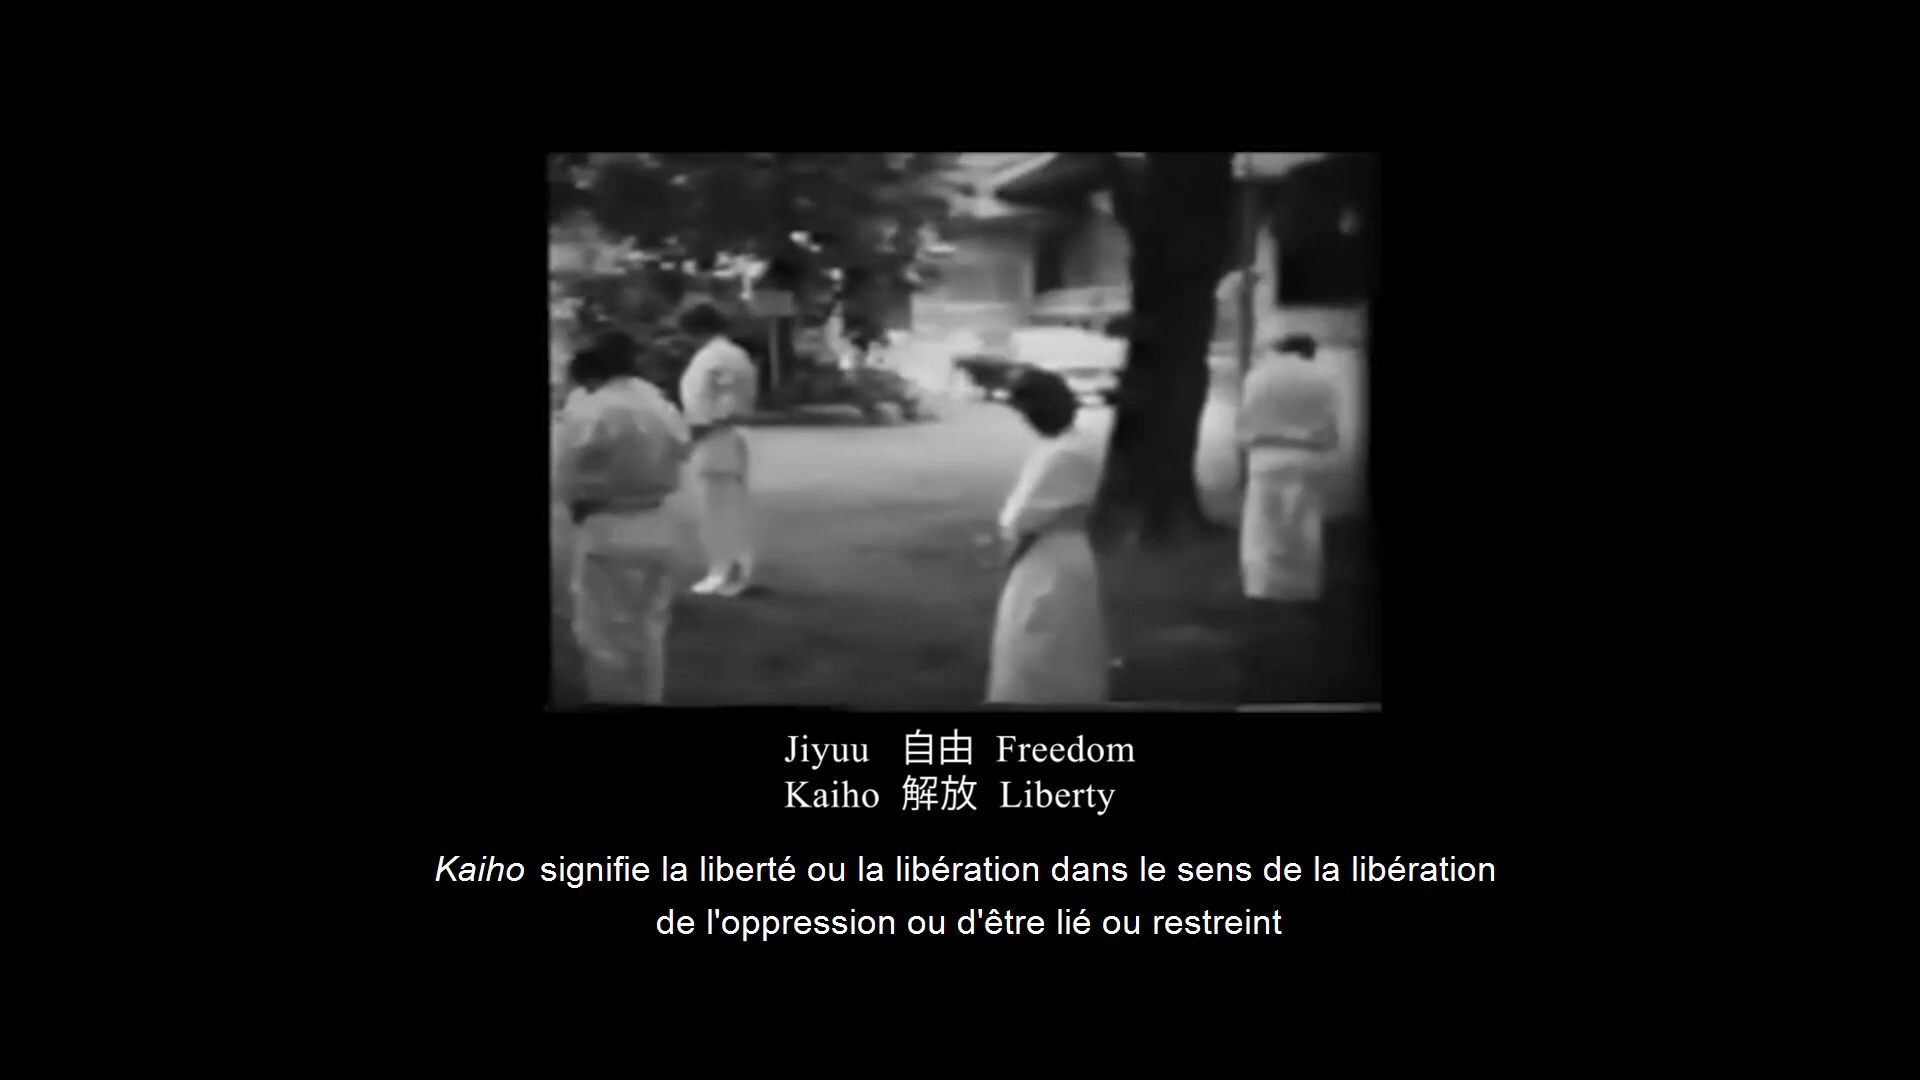 Jiyuu 自由 Freedom
Kaiho 解放 Liberty
Kaiho signifie la liberté ou la libération dans le sens de la libération
de l'oppression ou d'être lié ou restreint